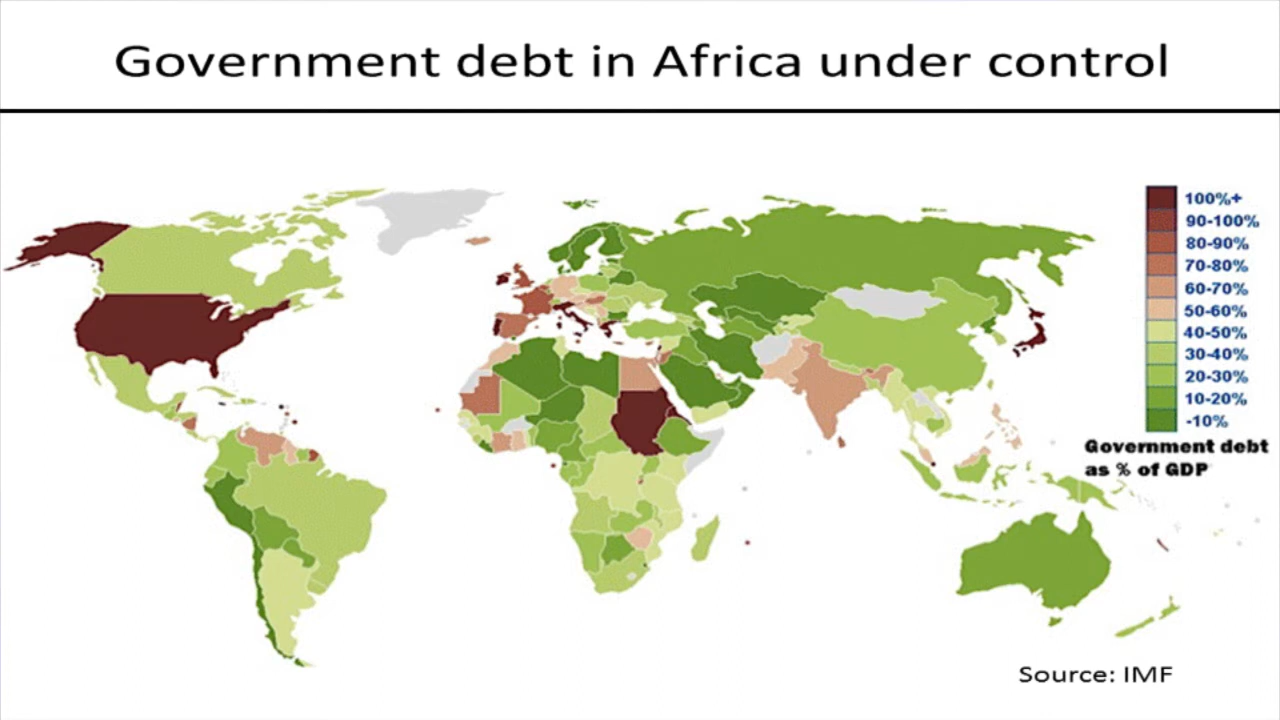 Government debt in Africa under control
100%+
90-100%
80-90%
70-80%
60-70%
50-60%
40-50%
30-40%
20-30%
10-20%
-10%
Government debt
as % of GDP
Source: IMF